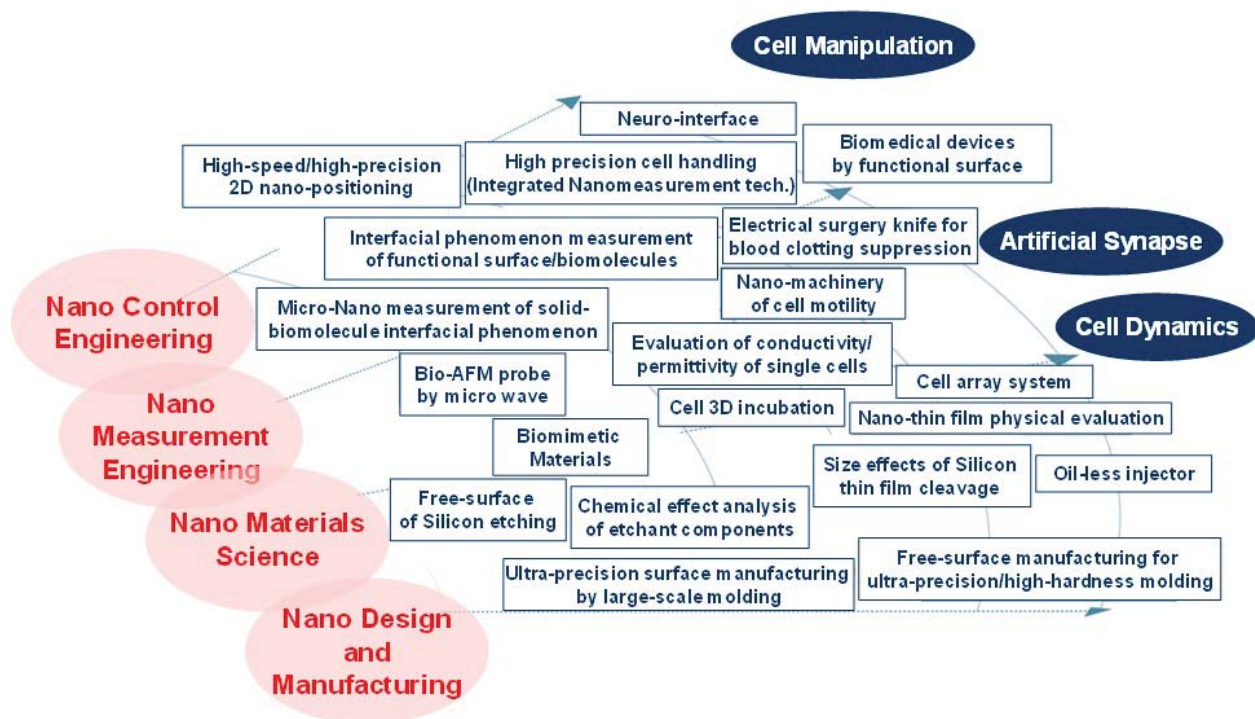 Cell Manipulation
Neuro-interface
Biomedical devices
by functional surface
High-speed/high-precision
2D nano-positioning
High precision cell handling
(Integrated Nanomeasurement tech.)
Interfacial phenomenon measurement
of functional surface/biomolecules
Electrical surgery knife for
blood clotting suppression
Artificial Synapse
Nano Control
Engineering
Micro-Nano measurement of solid-
biomolecule interfacial phenomenon
Nano-machinery
of cell motility
Cell Dynamics
Evaluation of conductivity/
permittivity of single cells
Bio-AFM probe
by micro wave
Cell array system
Nano
Measurement
Engineering
Cell 3D incubation
Nano-thin film physical evaluation
Biomimetic
Materials
Size effects of Silicon
thin film cleavage
Oil-less injector
Nano Materials
Science
Free-surface
of Silicon etching
Chemical effect analysis
of etchant components
Ultra-precision surface manufacturing
by large-scale molding
Free-surface manufacturing for
ultra-precision/high-hardness molding
Nano Design
and
Manufacturing